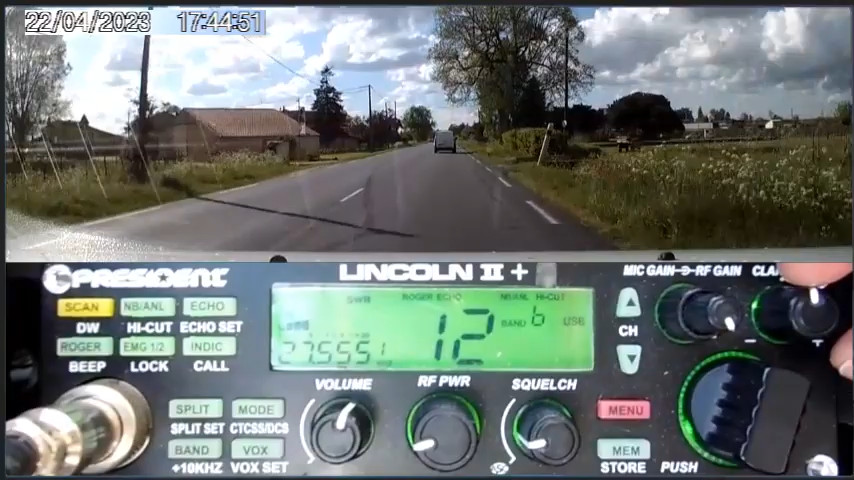 22/04/2023 17:44:51
PRESIDENT LINCOLN II + MIC GAIN RF GAIN
SCAN NB/ANL ECHO
DW HI-CUT ECHO SET
ROGER EMG 1/2 INDIC
BEEP LOCK CALL
SWR ROGER ECHO NB/ANL HI-CUT
12 BAND b USB
27.555
CH
VOLUME RF PWR SQUELCH
SPLIT MODE
SPLIT SET CTCSS/DCS
BAND VOX
+10KHZ VOX SET
MENU
MEM
STORE PUSH